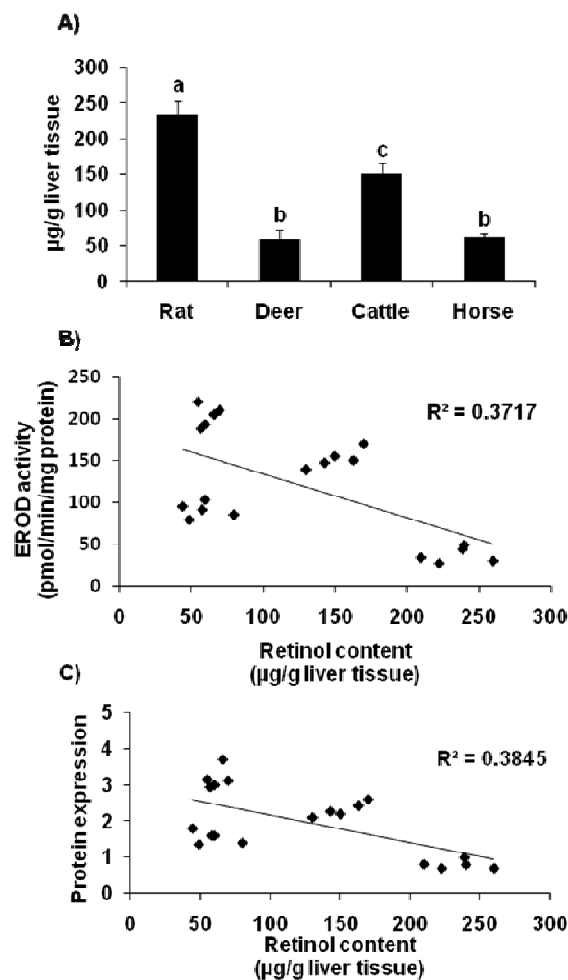 A)
µg/g liver tissue
300
250
200
150
100
50
0
a
b
c
b
Rat Deer Cattle Horse
B)
EROD activity
(pmol/min/mg protein)
250
200
150
100
50
0
R² = 0.3717
0 50 100 150 200 250 300
Retinol content
(µg/g liver tissue)
C)
Protein expression
5
4
3
2
1
0
R² = 0.3845
0 50 100 150 200 250 300
Retinol content
(µg/g liver tissue)